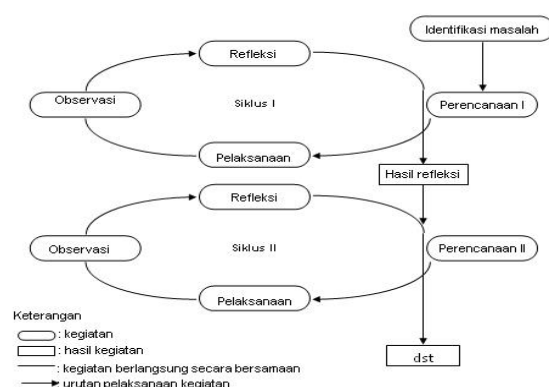 Identifikasi masalah
Refleksi
Observasi
Siklus I
Perencanaan I
Pelaksanaan
Hasil refleksi
Refleksi
Observasi
Siklus II
Perencanaan II
Pelaksanaan
Keterangan
: kegiatan
: hasil kegiatan
dst
: kegiatan berlangsung secara bersamaan
: urutan pelaksanaan kegiatan